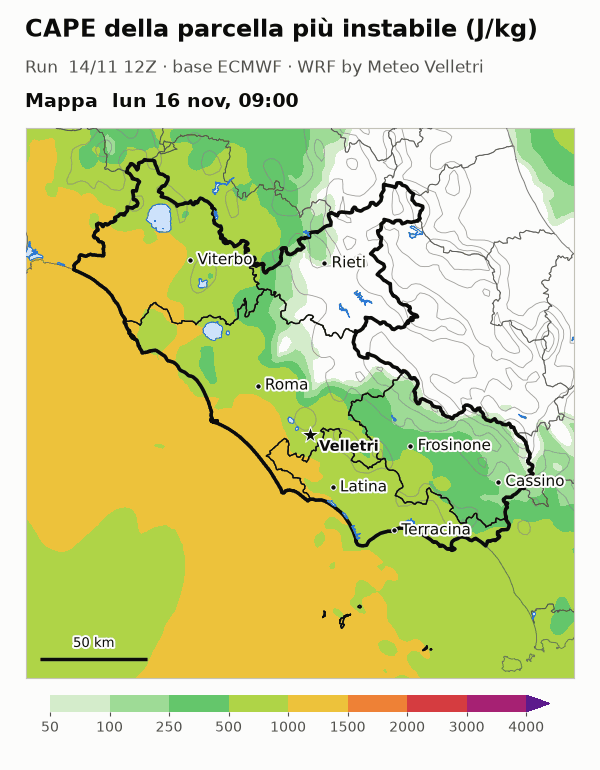 CAPE della parcella più instabile (J/kg)
Run  14/11 12Z · base ECMWF · WRF by Meteo Velletri
Mappa  lun 16 nov, 09:00
Viterbo
Rieti
Roma
Velletri
Frosinone
Cassino
Latina
Terracina
50 km
50 100 250 500 1000 1500 2000 3000 4000